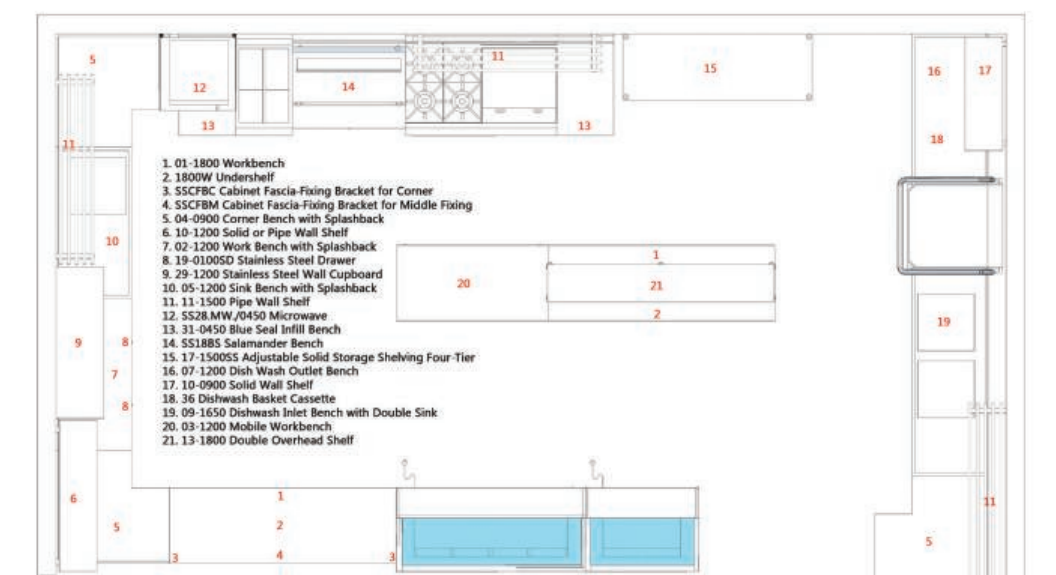 5
12
14
11
15
16
17
13
13
18
11
1. 01-1800 Workbench
2. 1800W Undershelf
3. SSCFBC Cabinet Fascia-Fixing Bracket for Corner
4. SSCFBM Cabinet Fascia-Fixing Bracket for Middle Fixing
5. 04-0900 Corner Bench with Splashback
6. 10-1200 Solid or Pipe Wall Shelf
7. 02-1200 Work Bench with Splashback
8. 19-0100SD Stainless Steel Drawer
9. 29-1200 Stainless Steel Wall Cupboard
10. 05-1200 Sink Bench with Splashback
11. 11-1500 Pipe Wall Shelf
12. SS28.MW./0450 Microwave
13. 31-0450 Blue Seal Infill Bench
14. SS18BS Salamander Bench
15. 17-1500SS Adjustable Solid Storage Shelving Four-Tier
16. 07-1200 Dish Wash Outlet Bench
17. 10-0900 Solid Wall Shelf
18. 36 Dishwash Basket Cassette
19. 09-1650 Dishwash Inlet Bench with Double Sink
20. 03-1200 Mobile Workbench
21. 13-1800 Double Overhead Shelf
10
1
20
21
2
19
9
8
7
8
6
5
1
2
4
3
3
11
5